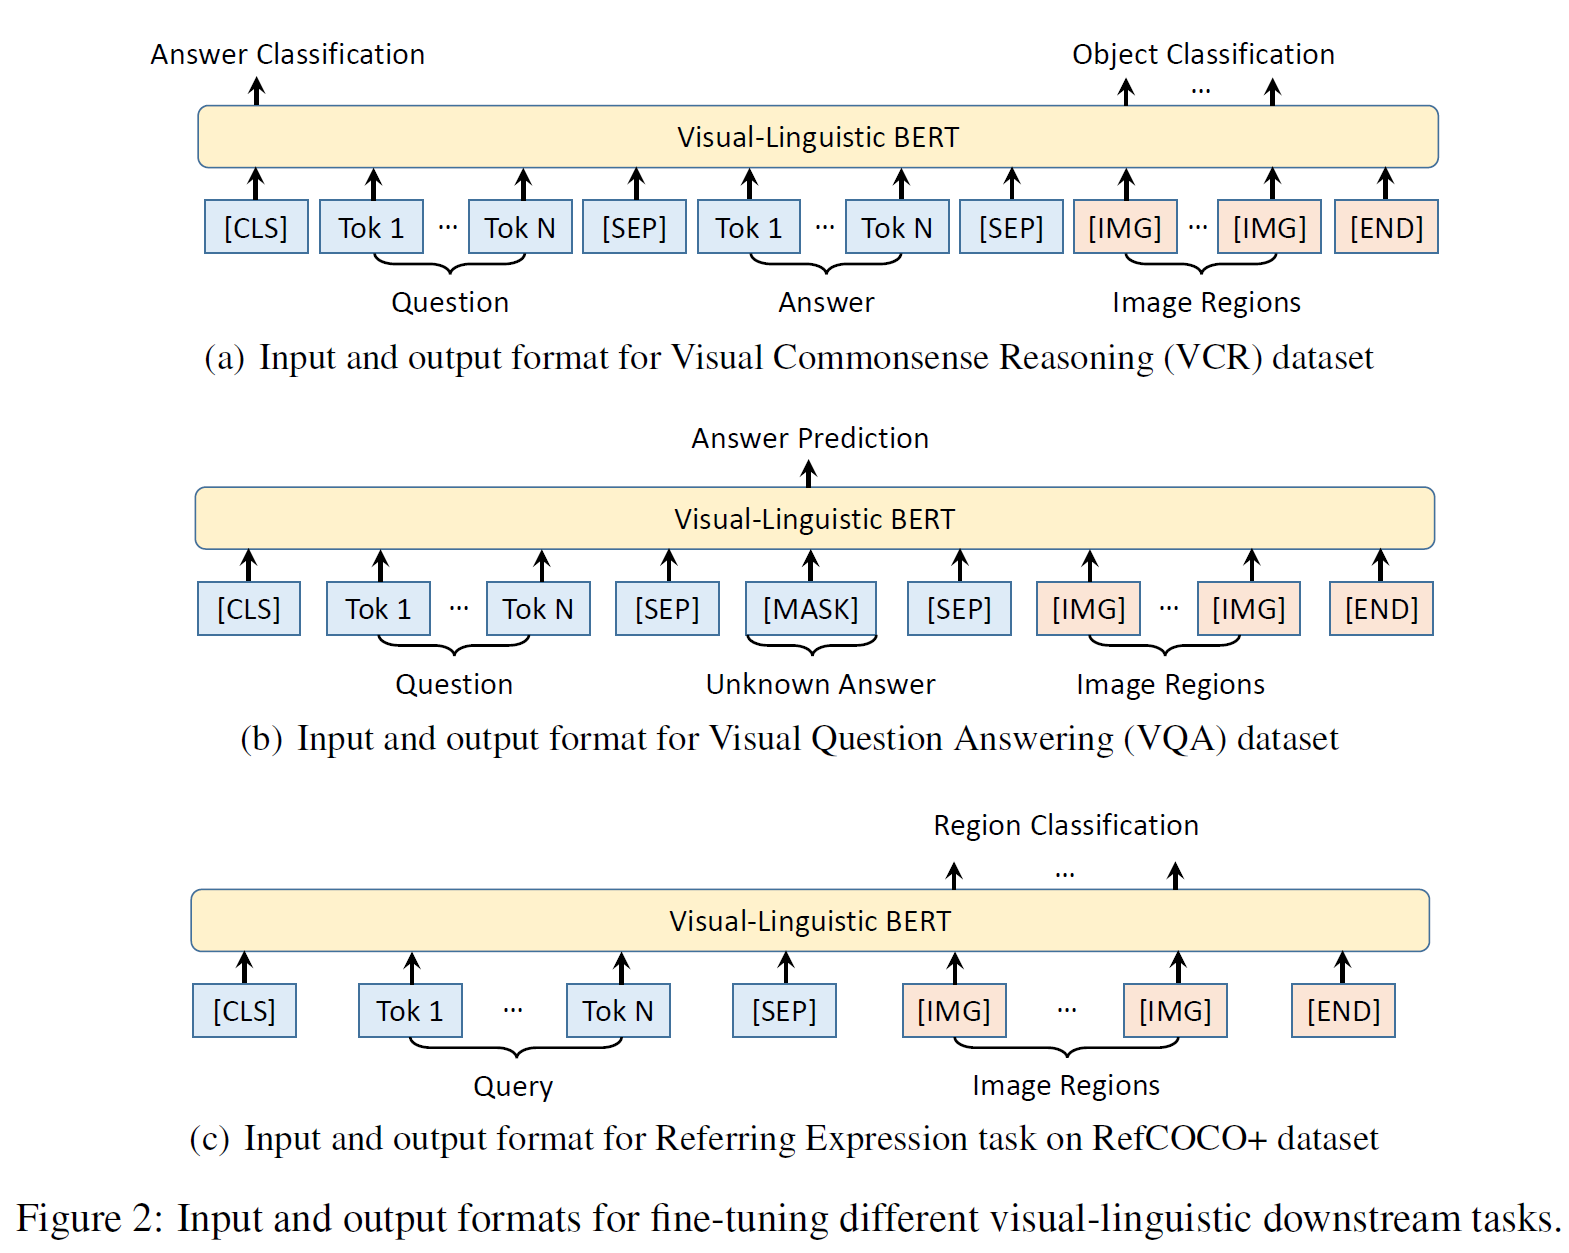 Answer Classification Object Classification
...
Visual-Linguistic BERT
[CLS] Tok 1 ... Tok N [SEP] Tok 1 ... Tok N [SEP] [IMG] ... [IMG] [END]
Question Answer Image Regions
(a) Input and output format for Visual Commonsense Reasoning (VCR) dataset
Answer Prediction
Visual-Linguistic BERT
[CLS] Tok 1 ... Tok N [SEP] [MASK] [SEP] [IMG] ... [IMG] [END]
Question Unknown Answer Image Regions
(b) Input and output format for Visual Question Answering (VQA) dataset
Region Classification
...
Visual-Linguistic BERT
[CLS] Tok 1 ... Tok N [SEP] [IMG] ... [IMG] [END]
Query Image Regions
(c) Input and output format for Referring Expression task on RefCOCO+ dataset
Figure 2: Input and output formats for fine-tuning different visual-linguistic downstream tasks.